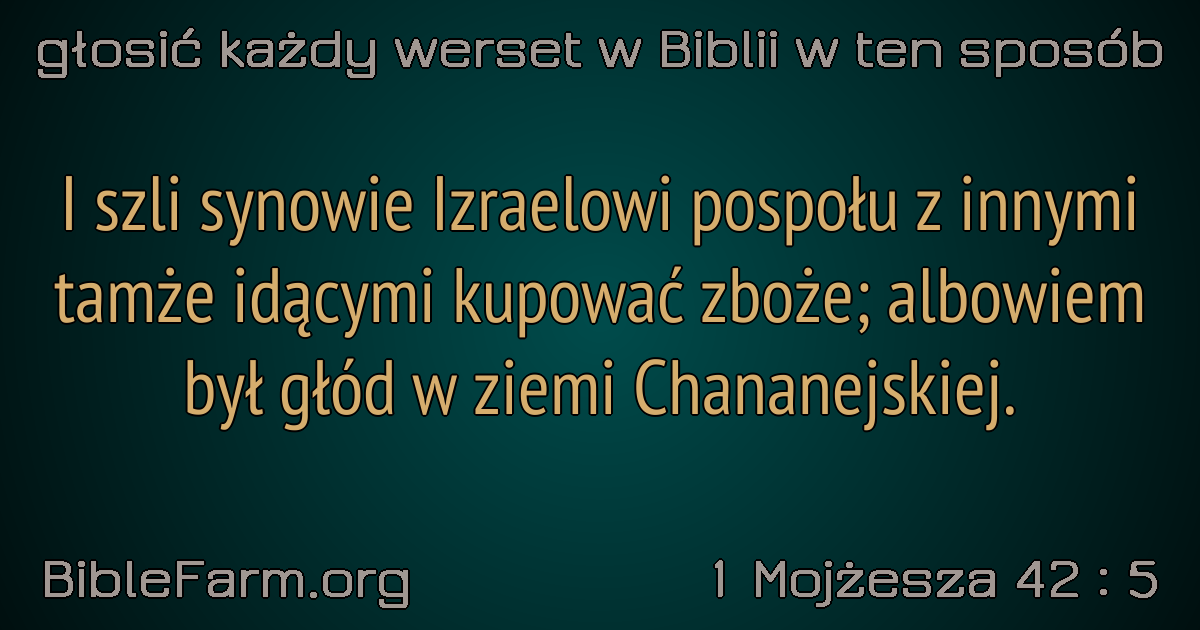 głosić każdy werset w Biblii w ten sposób
I szli synowie Izraelowi pospołu z innymi
tamże idącymi kupować zboże; albowiem
był głód w ziemi Chananejskiej.
BibleFarm.org
1 Mojżesza 42 : 5